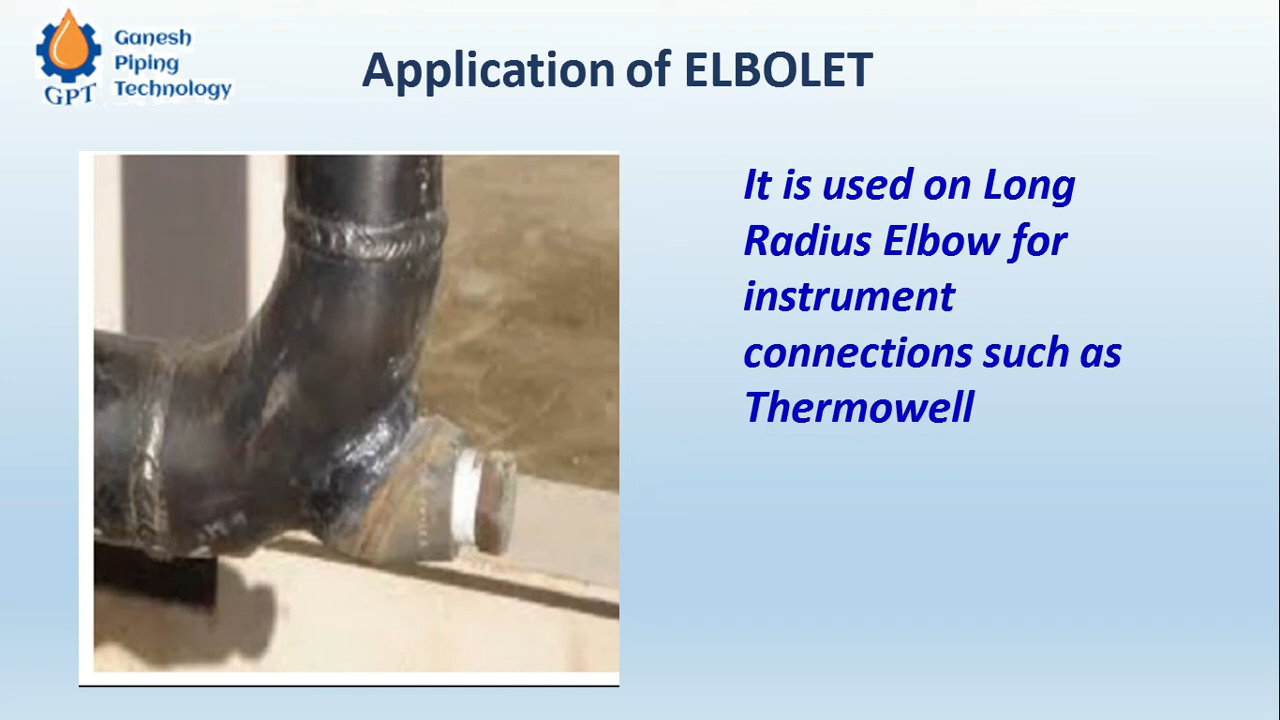 Ganesh
Piping
Technology
GPT
Application of ELBOLET
It is used on Long
Radius Elbow for
instrument
connections such as
Thermowell